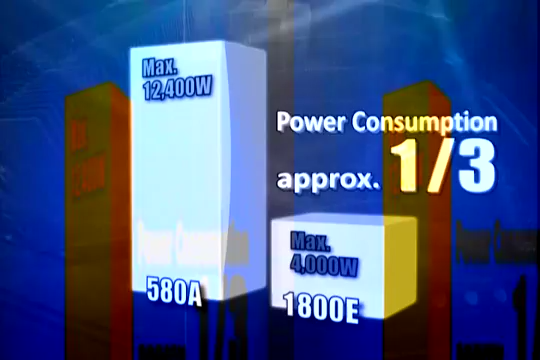 Max.
12,400W
Power Consumption
approx. 1/3
Max.
4,000W
580A
1800E